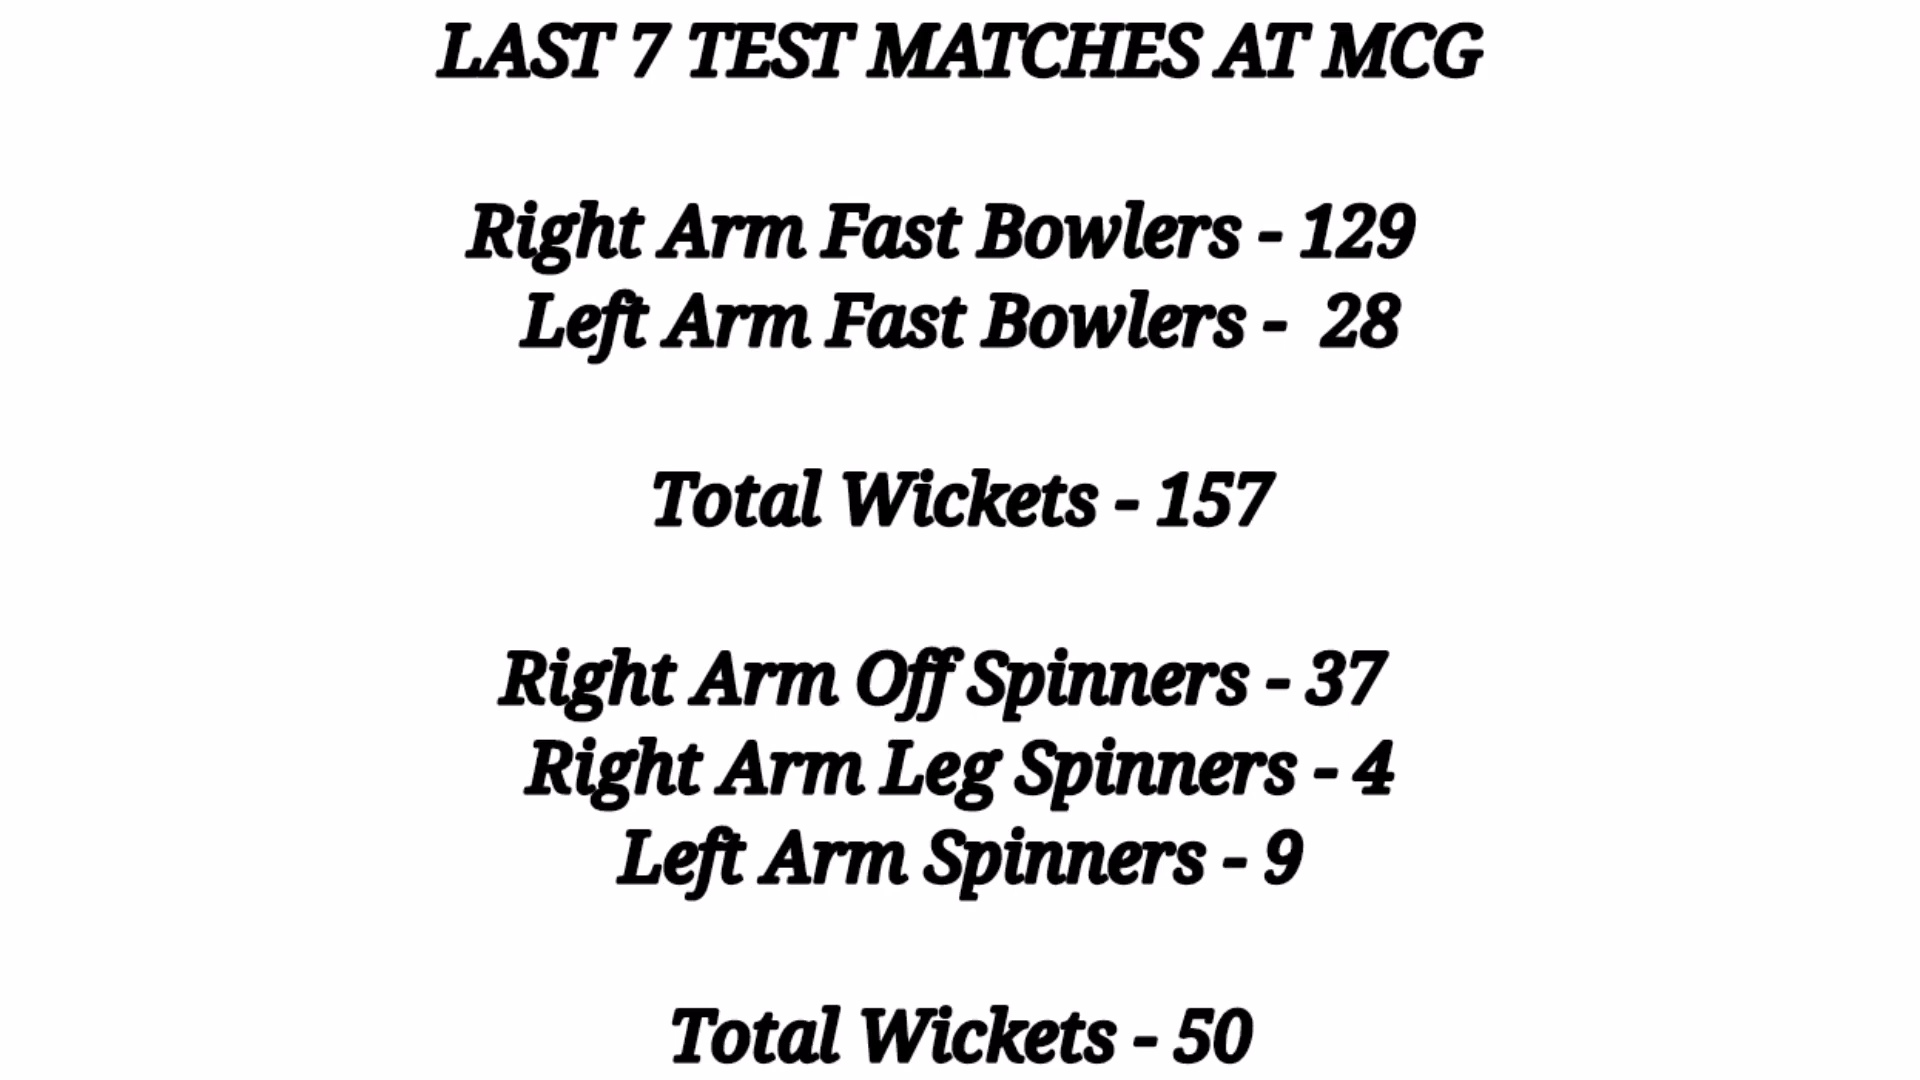 LAST 7 TEST MATCHES AT MCG
Right Arm Fast Bowlers - 129
Left Arm Fast Bowlers - 28
Total Wickets - 157
Right Arm Off Spinners - 37
Right Arm Leg Spinners - 4
Left Arm Spinners - 9
Total Wickets - 50